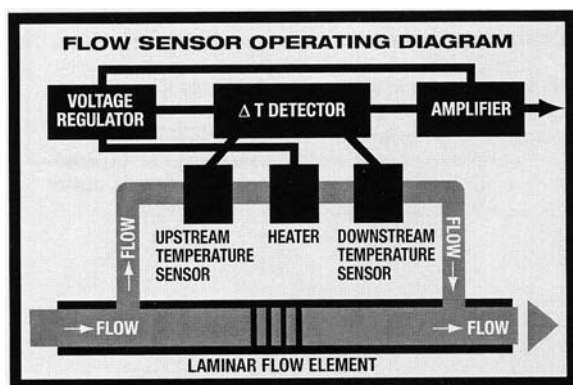 FLOW SENSOR OPERATING DIAGRAM
VOLTAGE
REGULATOR
Δ T DETECTOR
AMPLIFIER
FLOW
UPSTREAM
TEMPERATURE
SENSOR
HEATER
DOWNSTREAM
TEMPERATURE
SENSOR
FLOW
FLOW
FLOW
LAMINAR FLOW ELEMENT